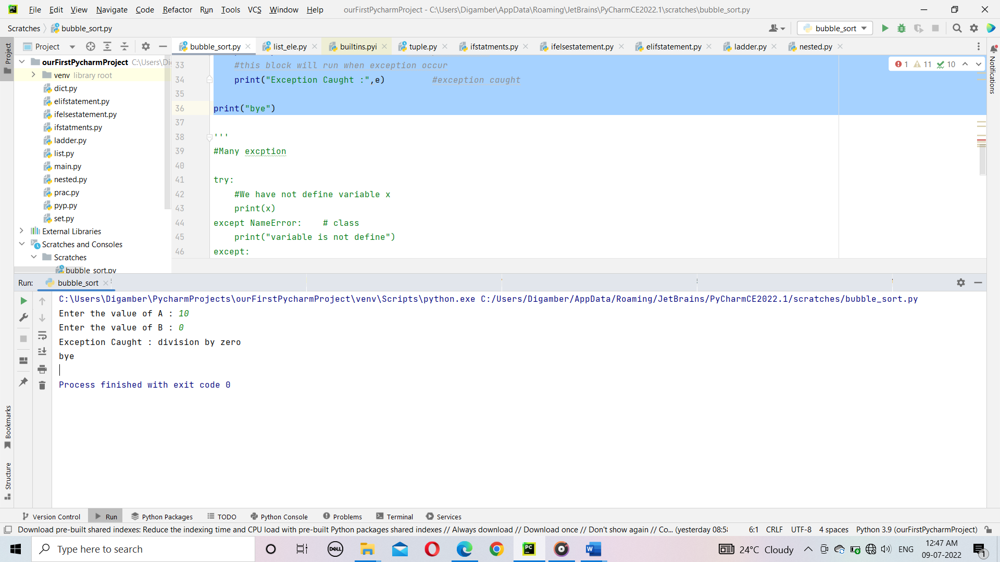 File Edit View Navigate Code Refactor Run Tools VCS Window Help ourFirstPycharmProject - C:\Users\Digamber\AppData\Roaming\JetBrains\PyCharmCE2022.1\scratches\bubble_sort.py
Scratches bubble_sort.py bubble_sort
Project
Project
bubble_sort.py list_ele.py builtins.pyi tuple.py ifstatments.py ifelsestatement.py elifstatement.py ladder.py nested.py
Notifications
ourFirstPycharmProject C:\Users\Di
venv library root
dict.py
elifstatement.py
ifelsestatement.py
ifstatments.py
ladder.py
list.py
main.py
nested.py
prac.py
pyp.py
set.py
External Libraries
Scratches and Consoles
Scratches
bubble_sort.py
1 11 10
33 #this block will run when exception occur
34 print("Exception Caught :",e) #exception caught
35
36 print("bye")
37
38 '''
39 #Many excption
40
41 try:
42 #We have not define variable x
43 print(x)
44 except NameError: # class
45 print("variable is not define")
46 except:
Run: bubble_sort
C:\Users\Digamber\PycharmProjects\ourFirstPycharmProject\venv\Scripts\python.exe C:/Users/Digamber/AppData/Roaming/JetBrains/PyCharmCE2022.1/scratches/bubble_sort.py
Enter the value of A : 10
Enter the value of B : 0
Exception Caught : division by zero
bye
Process finished with exit code 0
Bookmarks
Structure
Version Control Run Python Packages TODO Python Console Problems Terminal Services
Download pre-built shared indexes: Reduce the indexing time and CPU load with pre-built Python packages shared indexes // Always download // Download once // Don't show again // Co... (yesterday 08:5 6:1 CRLF UTF-8 4 spaces Python 3.9 (ourFirstPycharmProject)
Type here to search
DELL
PC
W
24°C Cloudy
ENG
12:47 AM
09-07-2022
1